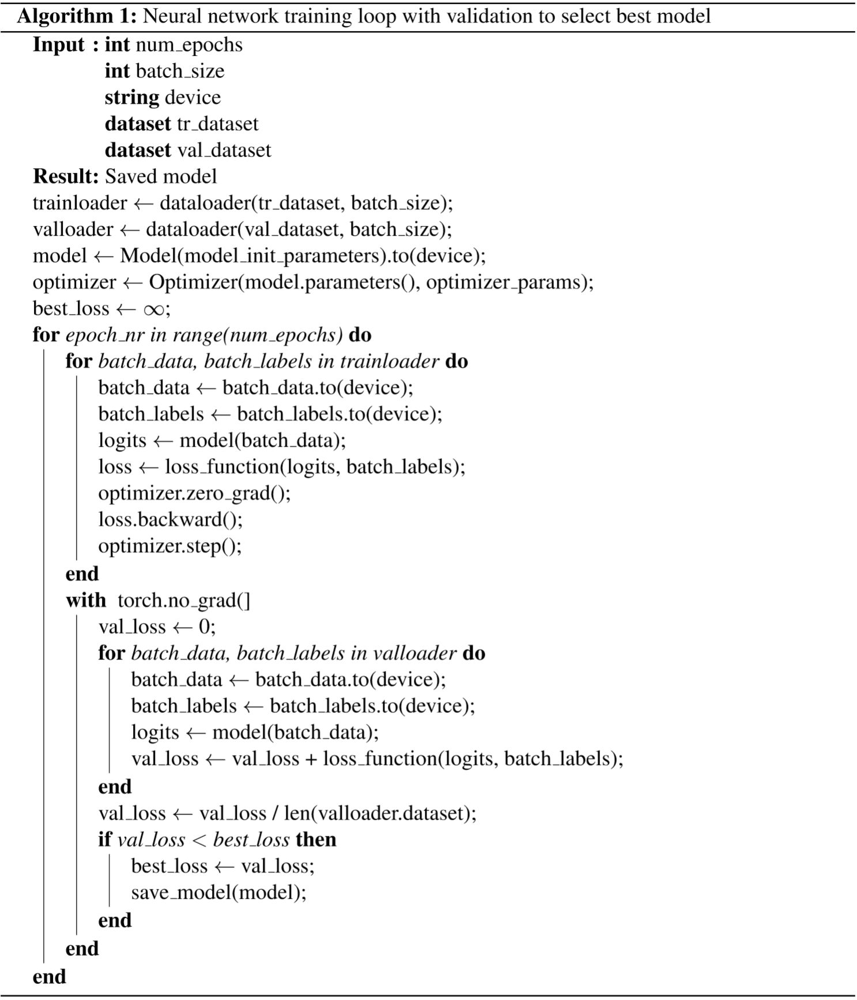 Algorithm 1: Neural network training loop with validation to select best model
Input : int num_epochs
int batch_size
string device
dataset tr_dataset
dataset val_dataset
Result: Saved model
trainloader ← dataloader(tr_dataset, batch_size);
valloader ← dataloader(val_dataset, batch_size);
model ← Model(model_init_parameters).to(device);
optimizer ← Optimizer(model.parameters(), optimizer_params);
best_loss ← ∞;
for epoch_nr in range(num_epochs) do
for batch_data, batch_labels in trainloader do
batch_data ← batch_data.to(device);
batch_labels ← batch_labels.to(device);
logits ← model(batch_data);
loss ← loss_function(logits, batch_labels);
optimizer.zero_grad();
loss.backward();
optimizer.step();
end
with torch.no_grad(]
val_loss ← 0;
for batch_data, batch_labels in valloader do
batch_data ← batch_data.to(device);
batch_labels ← batch_labels.to(device);
logits ← model(batch_data);
val_loss ← val_loss + loss_function(logits, batch_labels);
end
val_loss ← val_loss / len(valloader.dataset);
if val_loss < best_loss then
best_loss ← val_loss;
save_model(model);
end
end
end